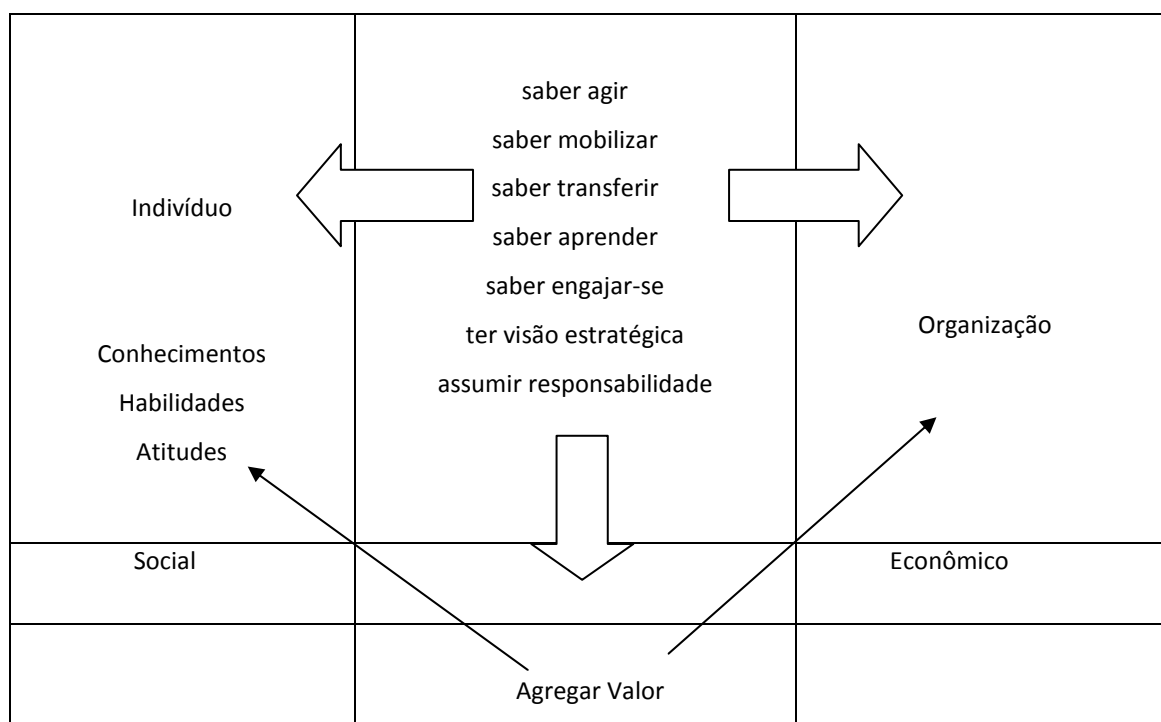 Indivíduo
Conhecimentos
Habilidades
Atitudes
saber agir
saber mobilizar
saber transferir
saber aprender
saber engajar-se
ter visão estratégica
assumir responsabilidade
Organização
Social
Econômico
Agregar Valor